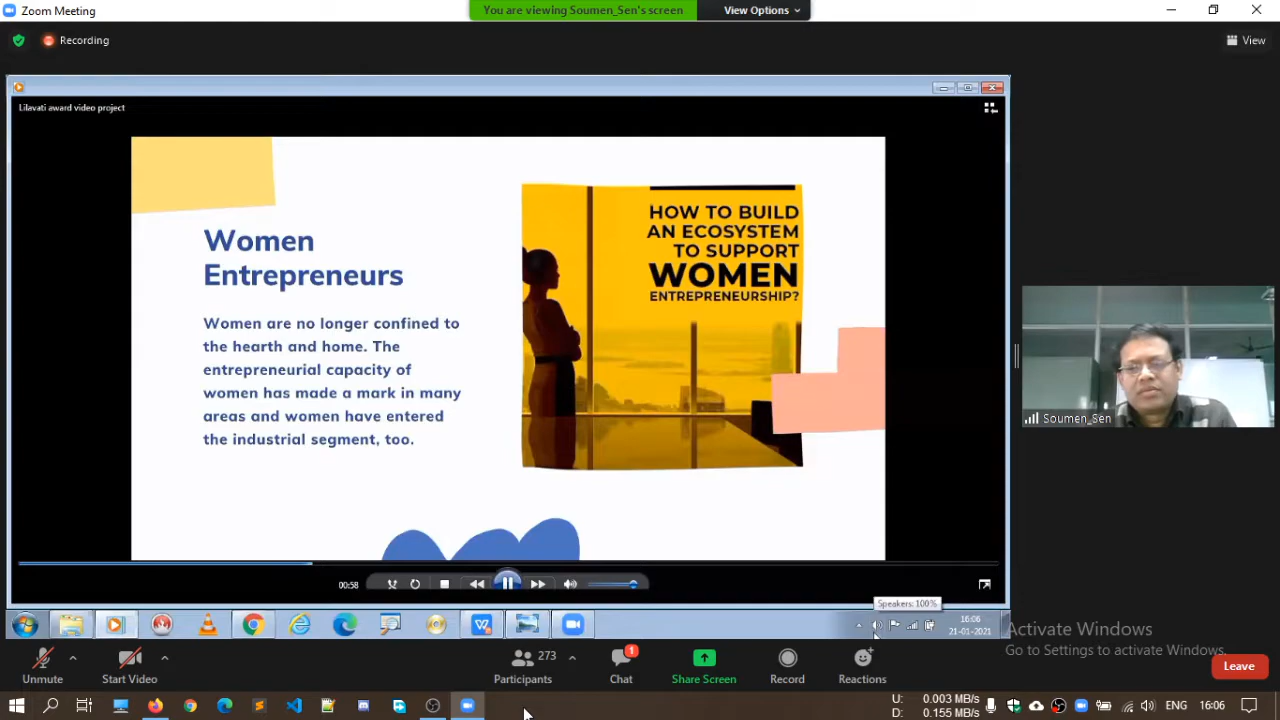 Zoom Meeting
You are viewing Soumen_Sen's screen
View Options
Recording
View
Lilavati award video project
Women
Entrepreneurs
Women are no longer confined to
the hearth and home. The
entrepreneurial capacity of
women has made a mark in many
areas and women have entered
the industrial segment, too.
HOW TO BUILD
AN ECOSYSTEM
TO SUPPORT
WOMEN
ENTREPRENEURSHIP?
Soumen_Sen
00:58
Speakers: 100%
16:06
21-01-2021
Activate Windows
Go to Settings to activate Windows.
Unmute
Start Video
273
Participants
1
Chat
Share Screen
Record
Reactions
Leave
U: 0.003 MB/s
D: 0.155 MB/s
ENG
16:06